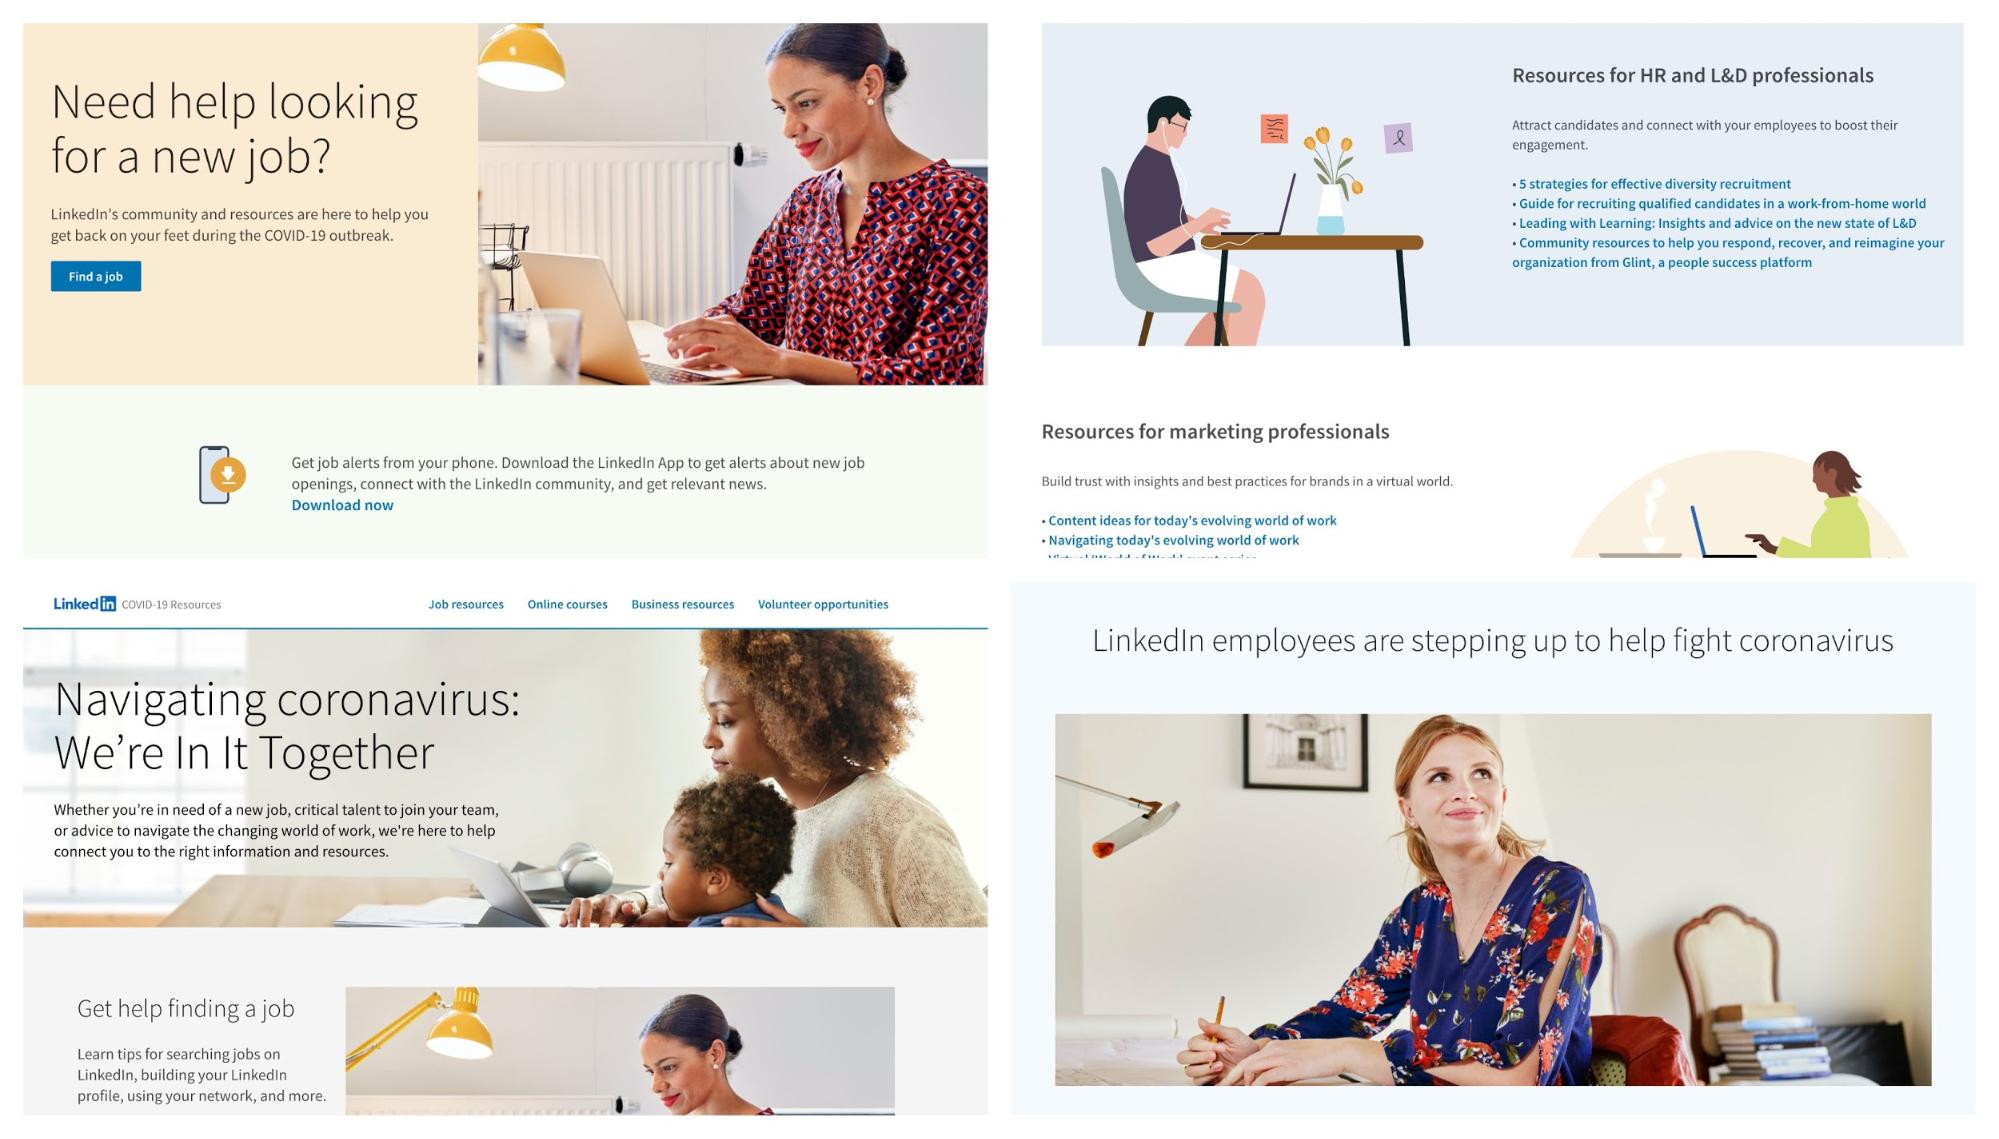 Need help looking
for a new job?
LinkedIn's community and resources are here to help you
get back on your feet during the COVID-19 outbreak.
Find a job
Get job alerts from your phone. Download the LinkedIn App to get alerts about new job
openings, connect with the LinkedIn community, and get relevant news.
Download now
Resources for HR and L&D professionals
Attract candidates and connect with your employees to boost their
engagement.
• 5 strategies for effective diversity recruitment
• Guide for recruiting qualified candidates in a work-from-home world
• Leading with Learning: Insights and advice on the new state of L&D
• Community resources to help you respond, recover, and reimagine your
organization from Glint, a people success platform
Resources for marketing professionals
Build trust with insights and best practices for brands in a virtual world.
• Content ideas for today's evolving world of work
• Navigating today's evolving world of work
LinkedIn COVID-19 Resources
Job resources Online courses Business resources Volunteer opportunities
Navigating coronavirus:
We’re In It Together
Whether you’re in need of a new job, critical talent to join your team,
or advice to navigate the changing world of work, we're here to help
connect you to the right information and resources.
Get help finding a job
Learn tips for searching jobs on
LinkedIn, building your LinkedIn
profile, using your network, and more.
LinkedIn employees are stepping up to help fight coronavirus